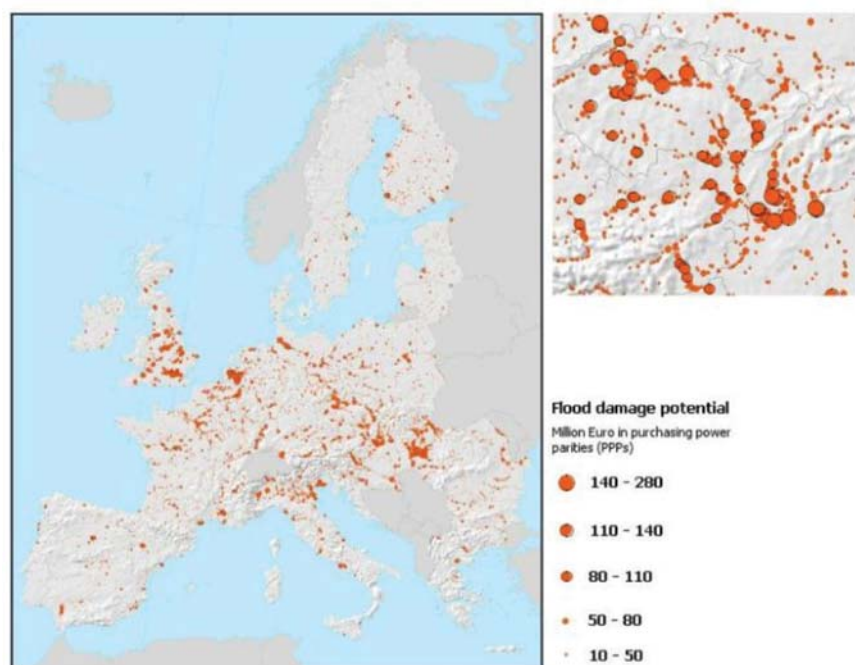 Flood damage potential
Million Euro in purchasing power
parities (PPPs)
140 - 280
110 - 140
80 - 110
50 - 80
10 - 50